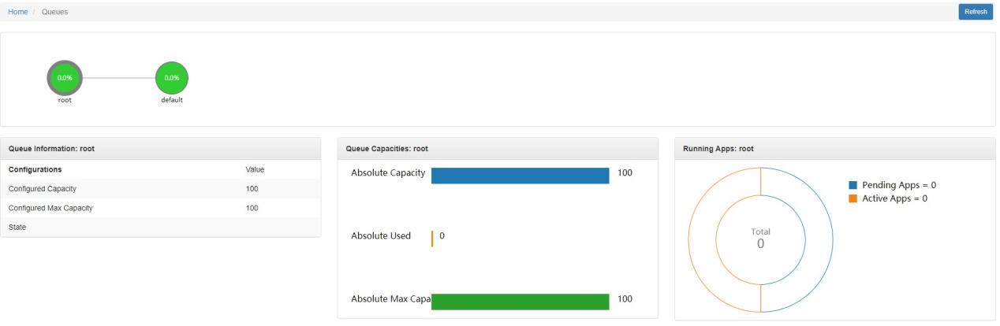 Home / Queues
Refresh
0.0%
0.0%
root
default
Queue Information: root
Configurations Value
Configured Capacity 100
Configured Max Capacity 100
State
Queue Capacities: root
Absolute Capacity 100
Absolute Used 0
Absolute Max Capa 100
Running Apps: root
Total
0
Pending Apps = 0
Active Apps = 0